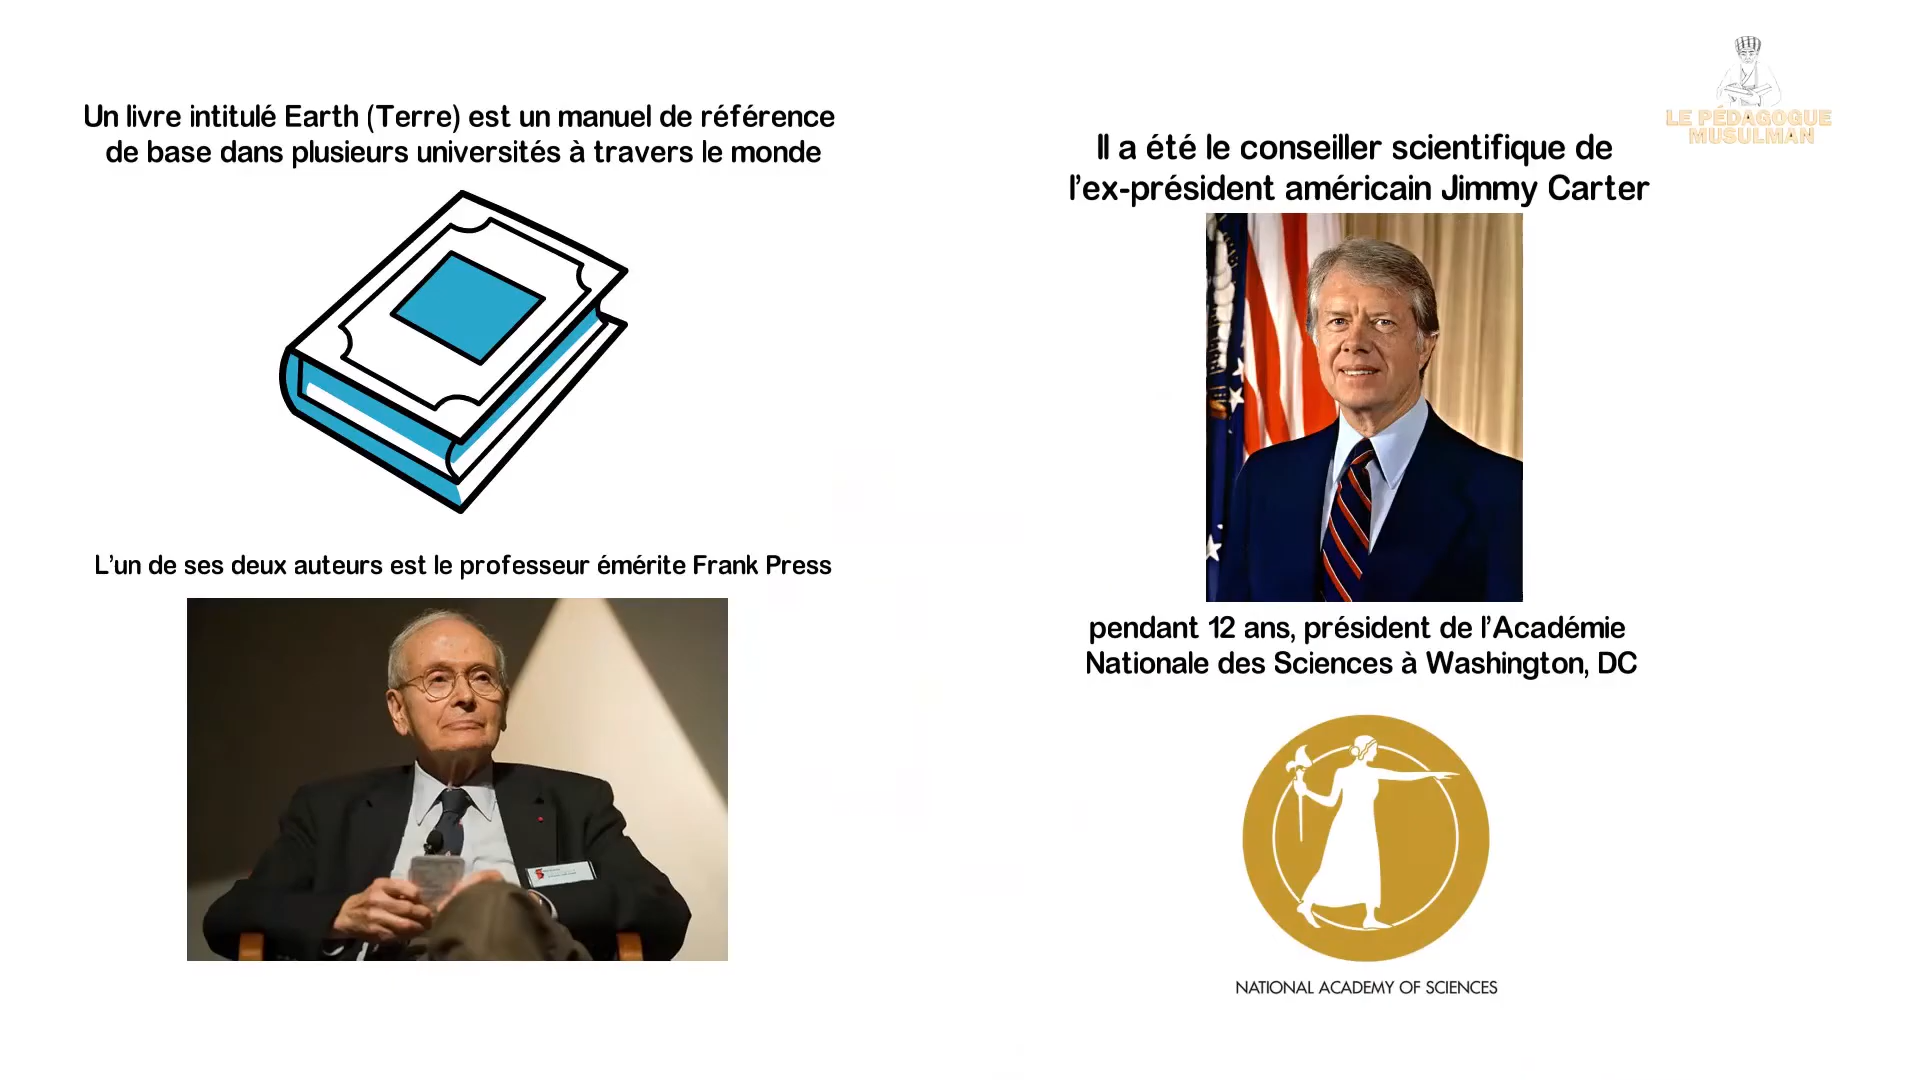 Un livre intitulé Earth (Terre) est un manuel de référence
de base dans plusieurs universités à travers le monde
L'un de ses deux auteurs est le professeur émérite Frank Press
Il a été le conseiller scientifique de
l'ex-président américain Jimmy Carter
pendant 12 ans, président de l'Académie
Nationale des Sciences à Washington, DC
NATIONAL ACADEMY OF SCIENCES
LE PÉDAGOGUE
MUSULMAN